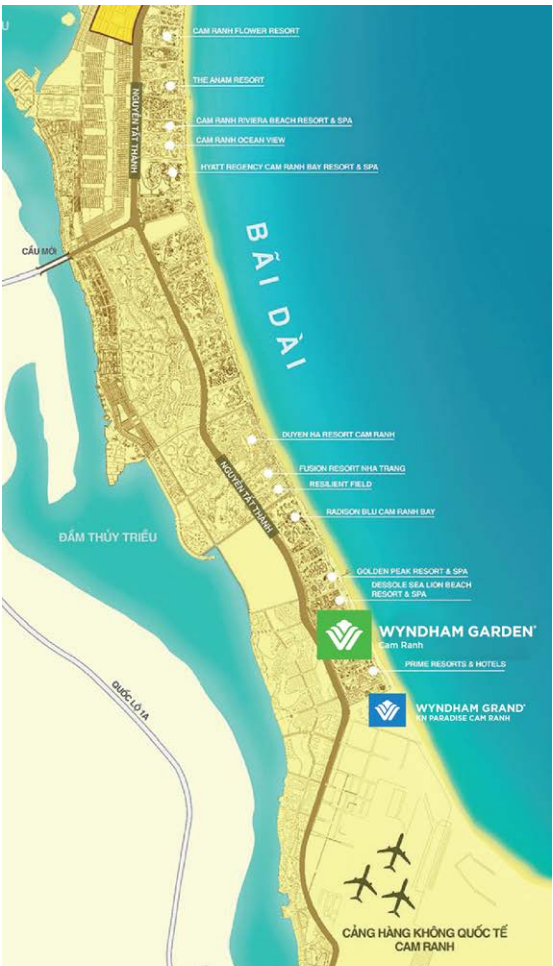 U
CAM RANH FLOWER RESORT
THE ANAM RESORT
NGUYỄN TẤT THÀNH
CAM RANH RIVIERA BEACH RESORT & SPA
CAM RANH OCEAN VIEW
HYATT REGENCY CAM RANH BAY RESORT & SPA
CẦU MỚI
BÃI DÀI
DUYEN HA RESORT CAM RANH
FUSION RESORT NHA TRANG
NGUYỄN TẤT THÀNH
RESILIENT FIELD
RADISON BLU CAM RANH BAY
ĐẦM THỦY TRIỀU
GOLDEN PEAK RESORT & SPA
DESSOLE SEA LION BEACH
RESORT & SPA
WYNDHAM GARDEN®
Cam Ranh
PRIME RESORTS & HOTELS
QUỐC LỘ 1A
WYNDHAM GRAND®
KN PARADISE CAM RANH
CẢNG HÀNG KHÔNG QUỐC TẾ
CAM RANH